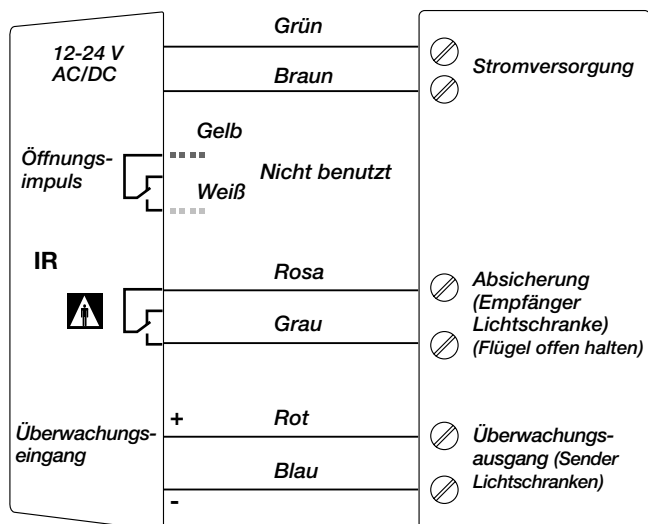 Grün
12-24 V
AC/DC
Stromversorgung
Braun
Gelb
Öffnungs-
impuls
Nicht benutzt
Weiß
IR
Rosa
Absicherung
(Empfänger
Lichtschranke)
(Flügel offen halten)
Grau
+
Rot
Überwachungs-
eingang
Überwachungs-
ausgang (Sender
Lichtschranken)
Blau
-